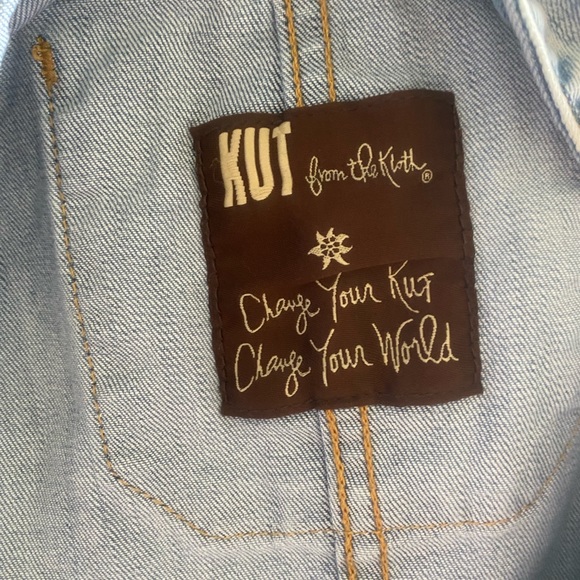 KUT from the Kloth®
Change Your Kut
Change Your World